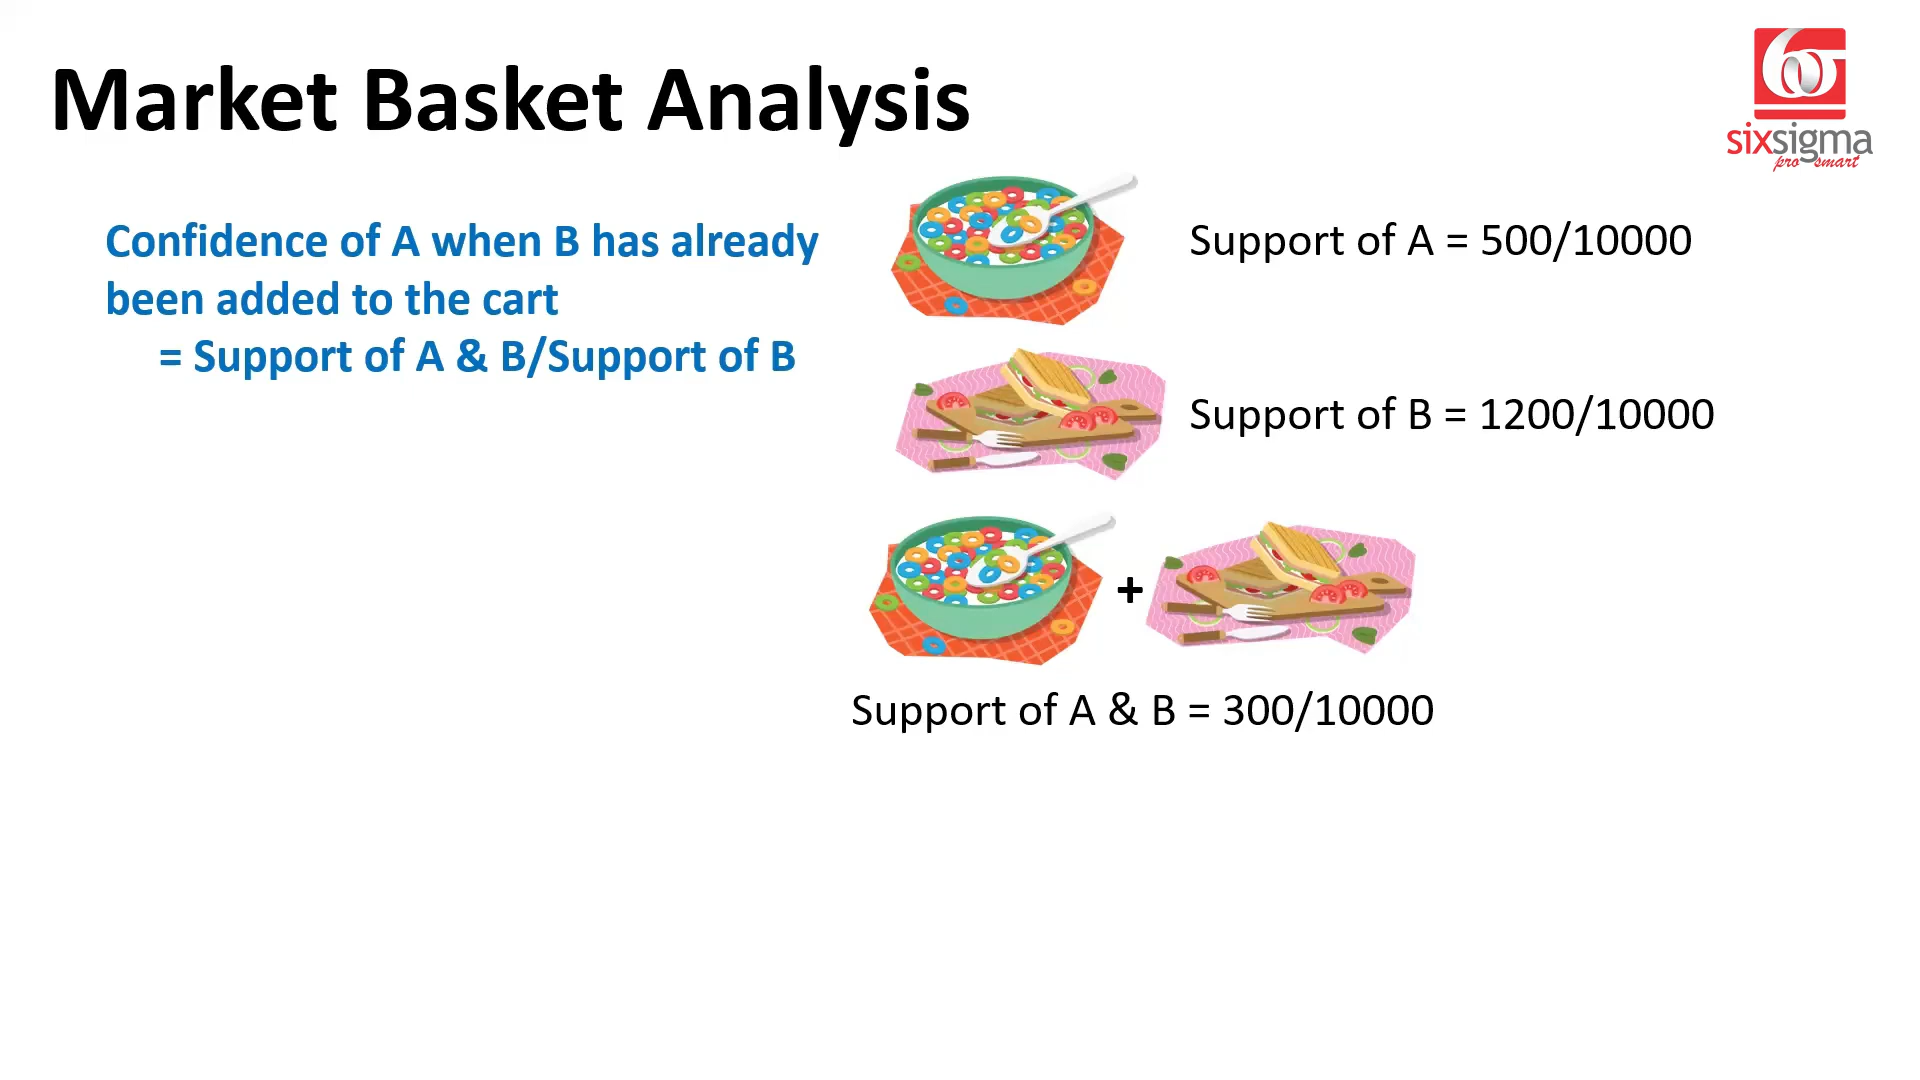 Market Basket Analysis
sixsigma
pro smart
Confidence of A when B has already
been added to the cart
= Support of A & B/Support of B
Support of A = 500/10000
Support of B = 1200/10000
+
Support of A & B = 300/10000